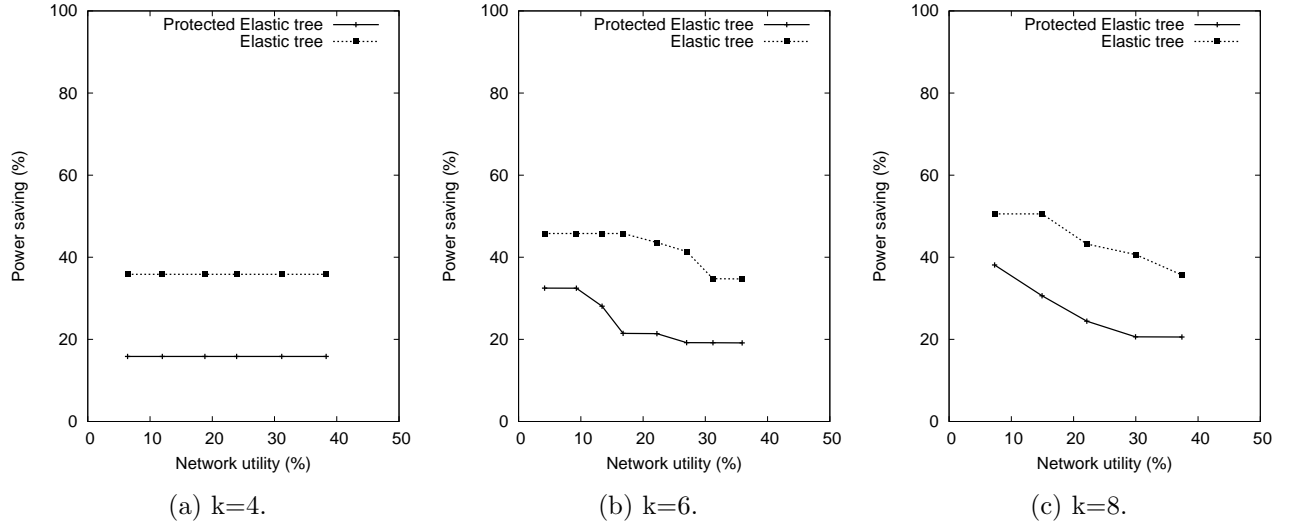 100
80
60
40
20
0
Power saving (%)
Protected Elastic tree
Elastic tree
0 10 20 30 40 50
Network utility (%)
(a) k=4.
100
80
60
40
20
0
Power saving (%)
Protected Elastic tree
Elastic tree
0 10 20 30 40 50
Network utility (%)
(b) k=6.
100
80
60
40
20
0
Power saving (%)
Protected Elastic tree
Elastic tree
0 10 20 30 40 50
Network utility (%)
(c) k=8.